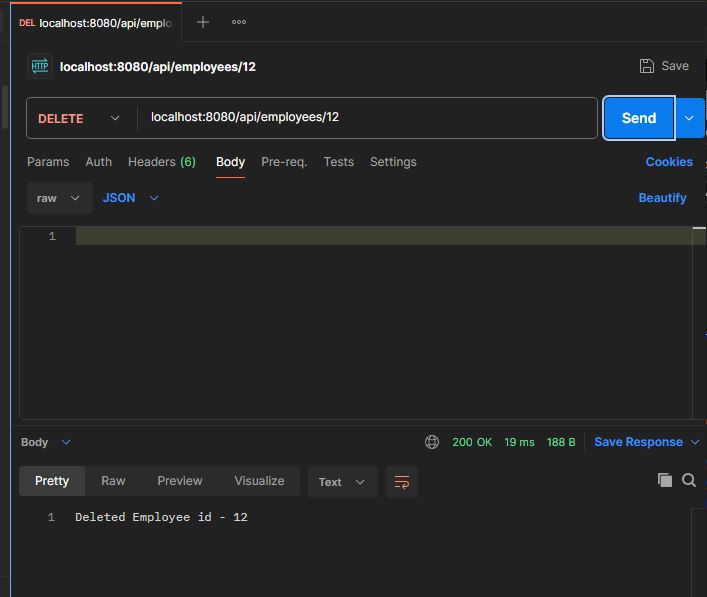 DEL localhost:8080/api/emplo
HTTP localhost:8080/api/employees/12 Save
DELETE localhost:8080/api/employees/12 Send
Params Auth Headers (6) Body Pre-req. Tests Settings Cookies
raw JSON Beautify
1
Body 200 OK 19 ms 188 B Save Response
Pretty Raw Preview Visualize Text
1 Deleted Employee id - 12